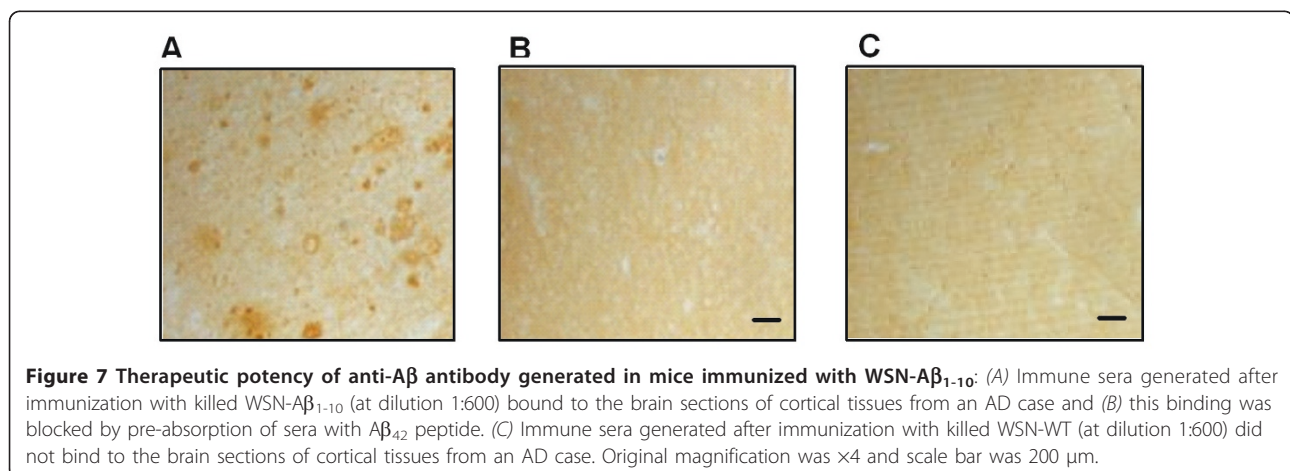 A B C
Figure 7 Therapeutic potency of anti-Aβ antibody generated in mice immunized with WSN-Aβ₁₋₁₀: (A) Immune sera generated after
immunization with killed WSN-Aβ₁₋₁₀ (at dilution 1:600) bound to the brain sections of cortical tissues from an AD case and (B) this binding was
blocked by pre-absorption of sera with Aβ₄₂ peptide. (C) Immune sera generated after immunization with killed WSN-WT (at dilution 1:600) did
not bind to the brain sections of cortical tissues from an AD case. Original magnification was ×4 and scale bar was 200 μm.